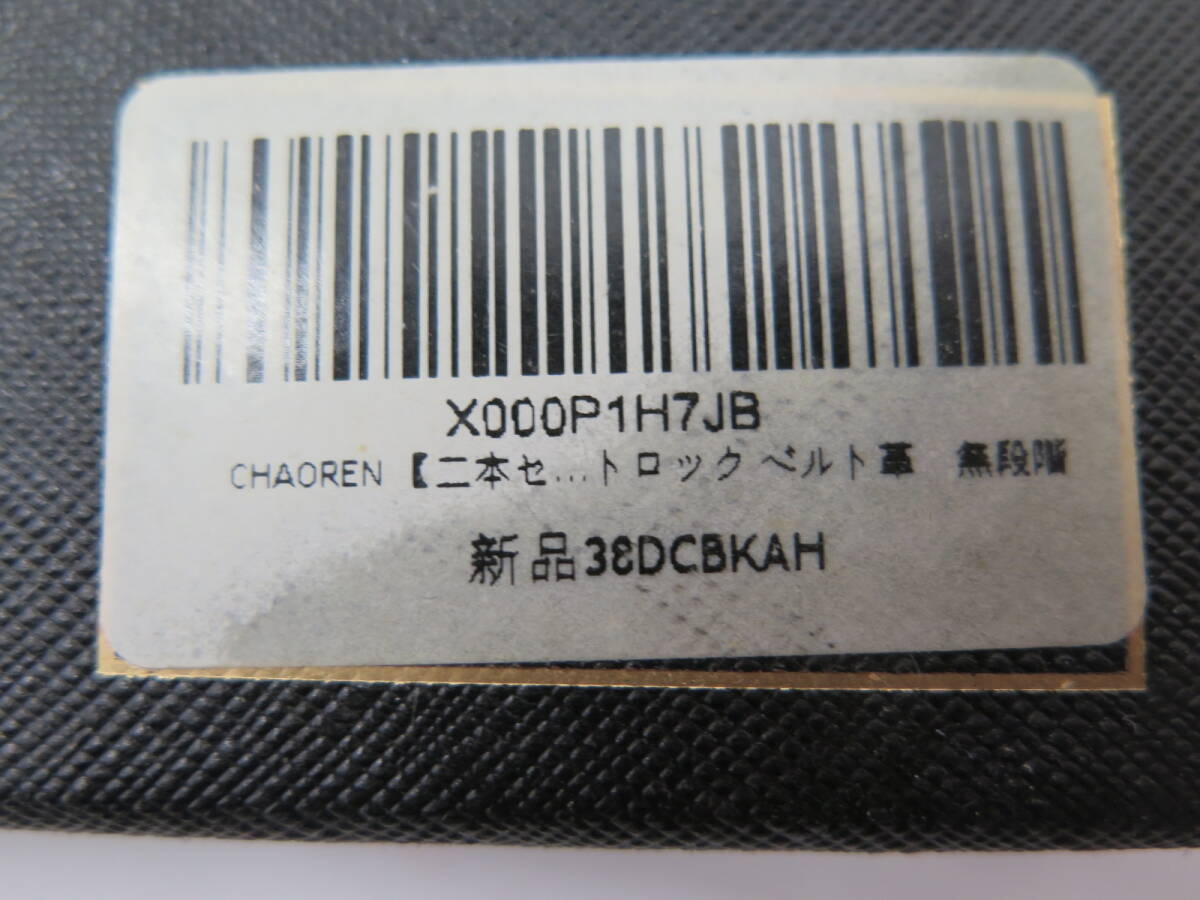 X000P1H7JB
CHAOREN 【二本セ...トロック ベルト革　無段階
新品38DCBKAH